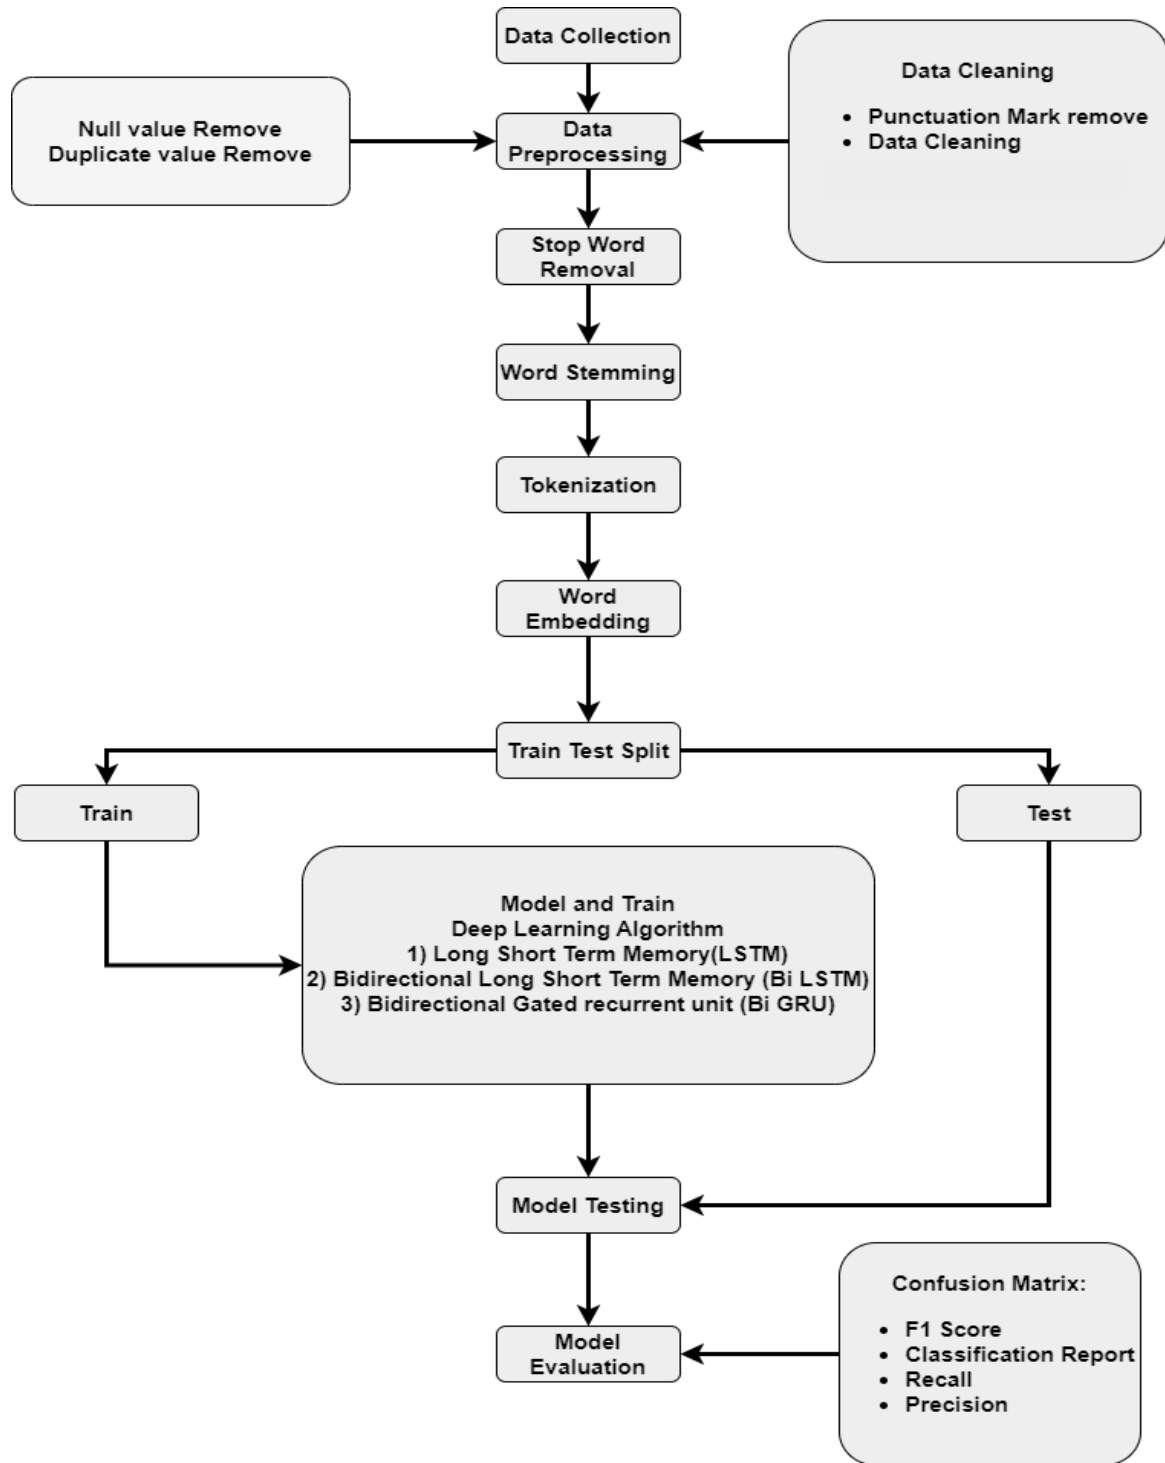 Data Collection
Data Cleaning
• Punctuation Mark remove
• Data Cleaning
Null value Remove
Duplicate value Remove
Data
Preprocessing
Stop Word
Removal
Word Stemming
Tokenization
Word
Embedding
Train Test Split
Train
Test
Model and Train
Deep Learning Algorithm
1) Long Short Term Memory(LSTM)
2) Bidirectional Long Short Term Memory (Bi LSTM)
3) Bidirectional Gated recurrent unit (Bi GRU)
Model Testing
Confusion Matrix:
• F1 Score
• Classification Report
• Recall
• Precision
Model
Evaluation